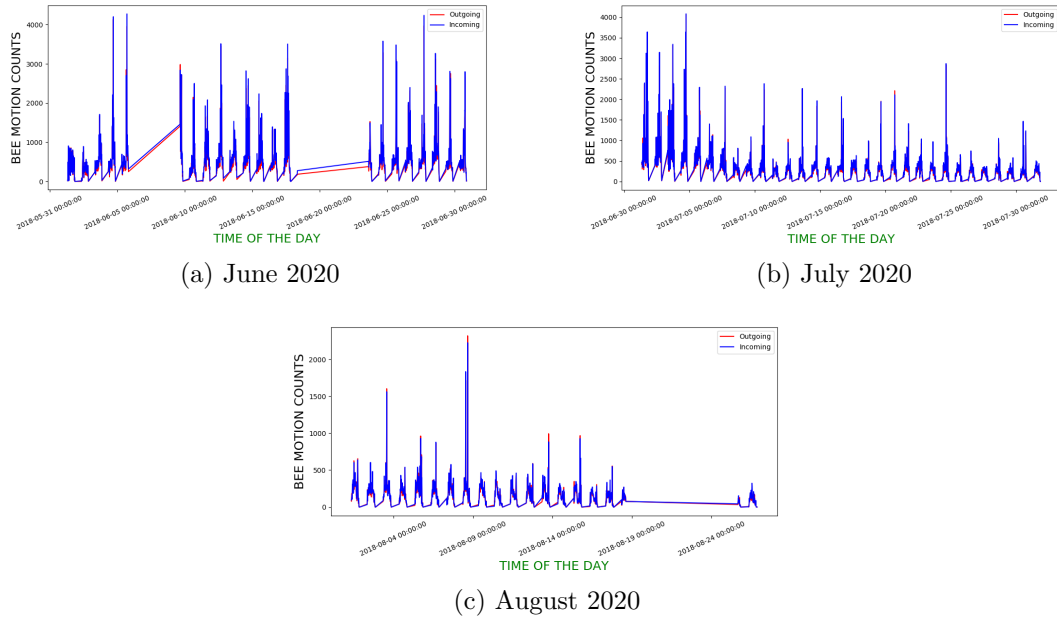 Outgoing
Incoming
BEE MOTION COUNTS
4000
3000
2000
1000
0
2018-05-31 00:00:00
2018-06-05 00:00:00
2018-06-10 00:00:00
2018-06-15 00:00:00
2018-06-20 00:00:00
2018-06-25 00:00:00
2018-06-30 00:00:00
TIME OF THE DAY
(a) June 2020
Outgoing
Incoming
BEE MOTION COUNTS
4000
3500
3000
2500
2000
1500
1000
500
0
2018-06-30 00:00:00
2018-07-05 00:00:00
2018-07-10 00:00:00
2018-07-15 00:00:00
2018-07-20 00:00:00
2018-07-25 00:00:00
2018-07-30 00:00:00
TIME OF THE DAY
(b) July 2020
Outgoing
Incoming
BEE MOTION COUNTS
2000
1500
1000
500
0
2018-08-04 00:00:00
2018-08-09 00:00:00
2018-08-14 00:00:00
2018-08-19 00:00:00
2018-08-24 00:00:00
TIME OF THE DAY
(c) August 2020